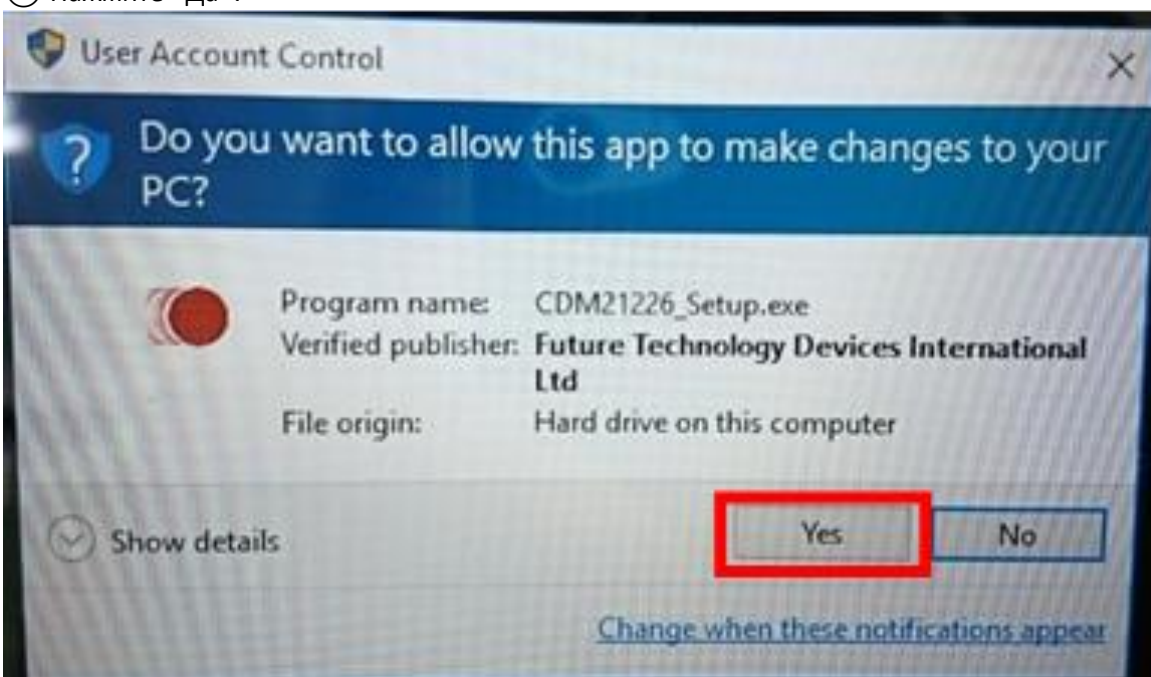 Нажмите "Да".
User Account Control
Do you want to allow this app to make changes to your
PC?
Program name: CDM21226_Setup.exe
Verified publisher: Future Technology Devices International
Ltd
File origin: Hard drive on this computer
Show details
Yes No
Change when these notifications appear